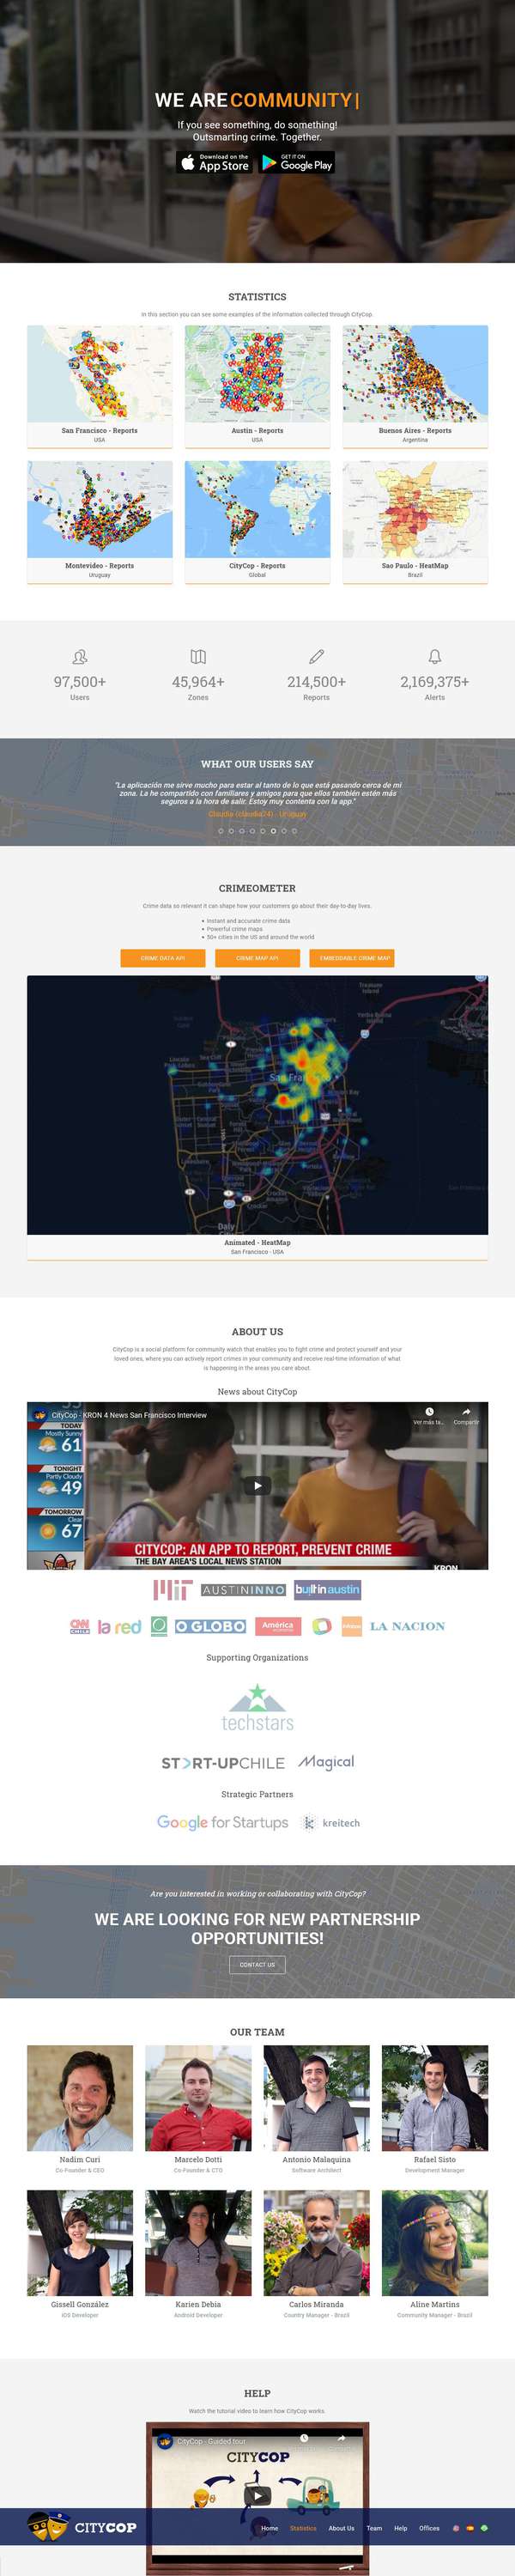 WE ARE COMMUNITY|
If you see something, do something!
Outsmarting crime. Together.
Download on the
App Store
GET IT ON
Google Play
STATISTICS
In this section you can see some examples of the information collected through CityCop
San Francisco - Reports
USA
Austin - Reports
USA
Buenos Aires - Reports
Argentina
Montevideo - Reports
Uruguay
CityCop - Reports
Global
Sao Paulo - HeatMap
Brazil
97,500+
Users
45,964+
Zones
214,500+
Reports
2,169,375+
Alerts
WHAT OUR USERS SAY
"La aplicación me sirve mucho para estar al tanto de lo que está pasando cerca de mi
zona. La he compartido con familiares y amigos para que ellos también estén más
seguros a la hora de salir. Estoy muy contenta con la app."
Claudia (claudia74) - Uruguay
CRIMEOMETER
Crime data so relevant it can shape how your customers go about their day-to-day lives.
Instant and accurate crime data
Powerful crime maps
50+ cities in the US and around the world
CRIME DATA API
CRIME MAP API
EMBEDDABLE CRIME MAP
Treasure
Island
Yerba Buena
Island
San Fran
Daly
City
Animated - HeatMap
San Francisco - USA
ABOUT US
CityCop is a social platform for community watch that enables you to fight crime and protect yourself and your
loved ones, where you can actively report crimes in your community and receive real-time information of what
is happening in the areas you care about.
News about CityCop
CityCop - KRON 4 News San Francisco Interview
Ver más ta...
Compartir
55
TODAY
Mostly Sunny
61
TONIGHT
Partly Cloudy
49
TOMORROW
Clear
67
CITYCOP: AN APP TO REPORT, PREVENT CRIME
THE BAY AREA'S LOCAL NEWS STATION
KRON
MIT
AUSTININNO
builtinaustin
CNN
CHILE
la red
O GLOBO
América
LA NACION
Supporting Organizations
techstars
START-UPCHILE
Magical
Strategic Partners
Google for Startups
kreitech
Are you interested in working or collaborating with CityCop?
WE ARE LOOKING FOR NEW PARTNERSHIP
OPPORTUNITIES!
CONTACT US
OUR TEAM
Nadim Curi
Co-Founder & CEO
Marcelo Dotti
Co-Founder & CTO
Antonio Malaquina
Software Architect
Rafael Sisto
Development Manager
Gissell González
iOS Developer
Karien Debia
Android Developer
Carlos Miranda
Country Manager - Brazil
Aline Martins
Community Manager - Brazil
HELP
Watch the tutorial video to learn how CityCop works.
CityCop - Guided tour
CITYCOP
CITYCOP
Home
Statistics
About Us
Team
Help
Offices